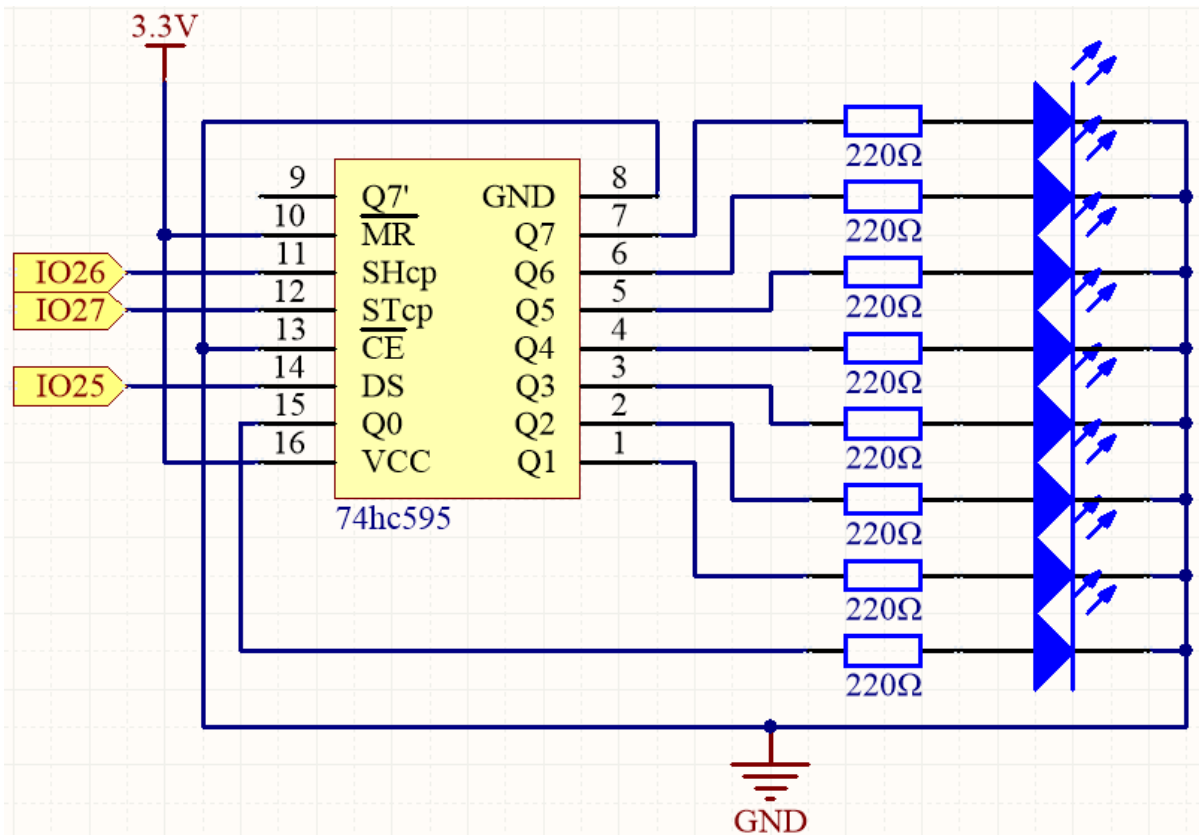 3.3V
9 Q7' GND 8
10 MR Q7 7
11 SHcp Q6 6
12 STcp Q5 5
13 CE Q4 4
14 DS Q3 3
15 Q0 Q2 2
16 VCC Q1 1
IO26
IO27
IO25
74hc595
220Ω
220Ω
220Ω
220Ω
220Ω
220Ω
220Ω
220Ω
GND